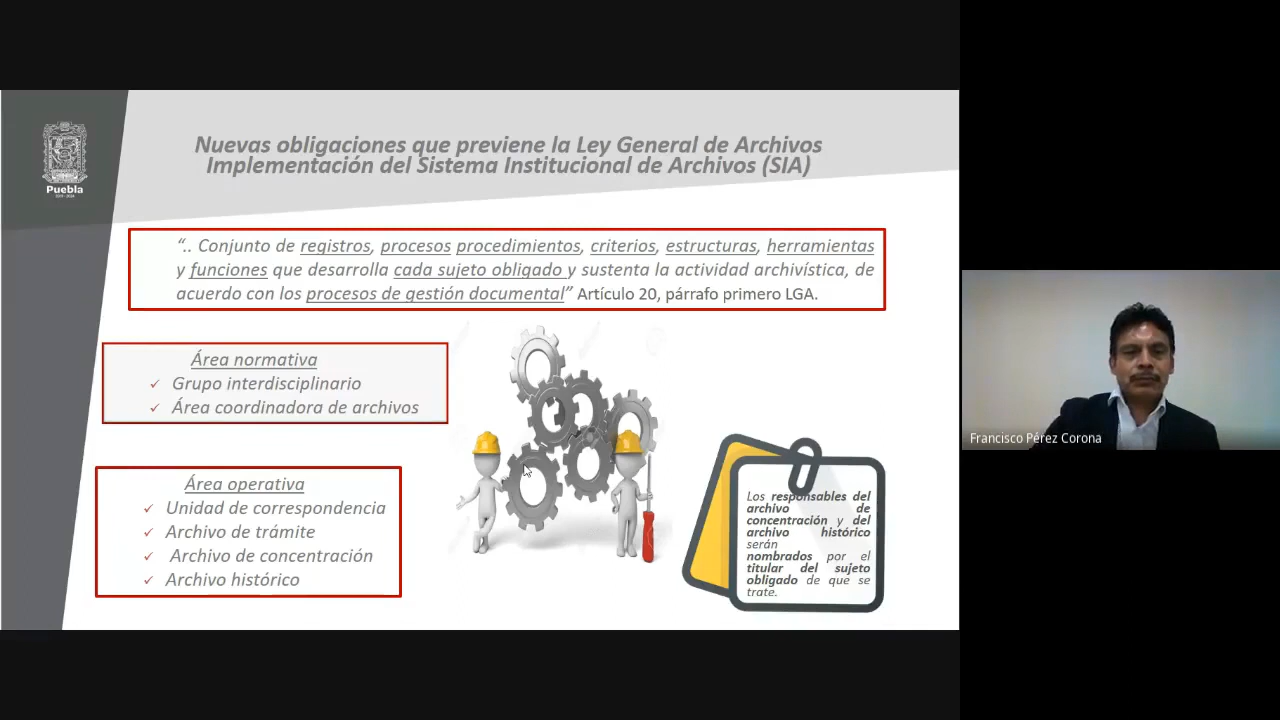 Nuevas obligaciones que previene la Ley General de Archivos
Implementación del Sistema Institucional de Archivos (SIA)
Puebla
“.. Conjunto de registros, procesos procedimientos, criterios, estructuras, herramientas
y funciones que desarrolla cada sujeto obligado y sustenta la actividad archivística, de
acuerdo con los procesos de gestión documental” Artículo 20, párrafo primero LGA.
Área normativa
✓ Grupo interdisciplinario
✓ Área coordinadora de archivos
Área operativa
✓ Unidad de correspondencia
✓ Archivo de trámite
✓ Archivo de concentración
✓ Archivo histórico
Los responsables del
archivo de
concentración y del
archivo histórico
serán
nombrados por el
titular del sujeto
obligado de que se
trate.
Francisco Pérez Corona